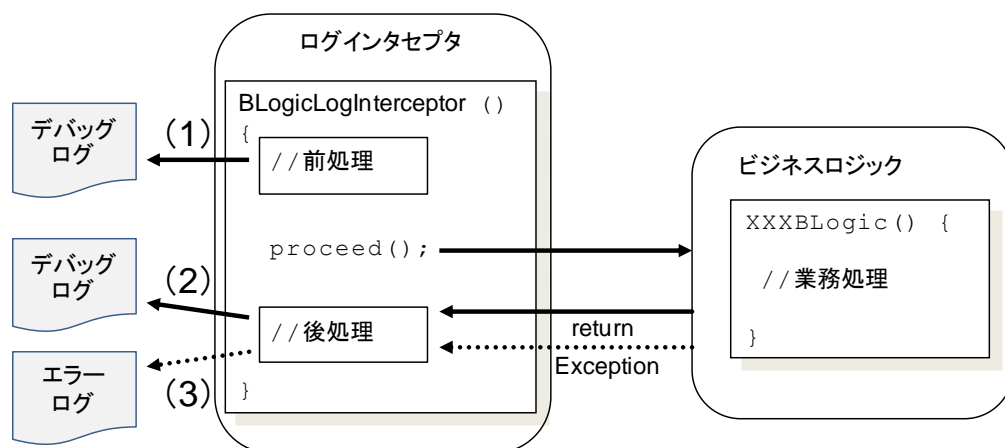 ログインタセプタ
BLogicLogInterceptor ()
{
デバッグ
ログ
(1)
//前処理
ビジネスロジック
XXXBLogic() {
proceed();
デバッグ
ログ
(2)
//業務処理
//後処理
return
}
Exception
エラー
ログ
(3)
}